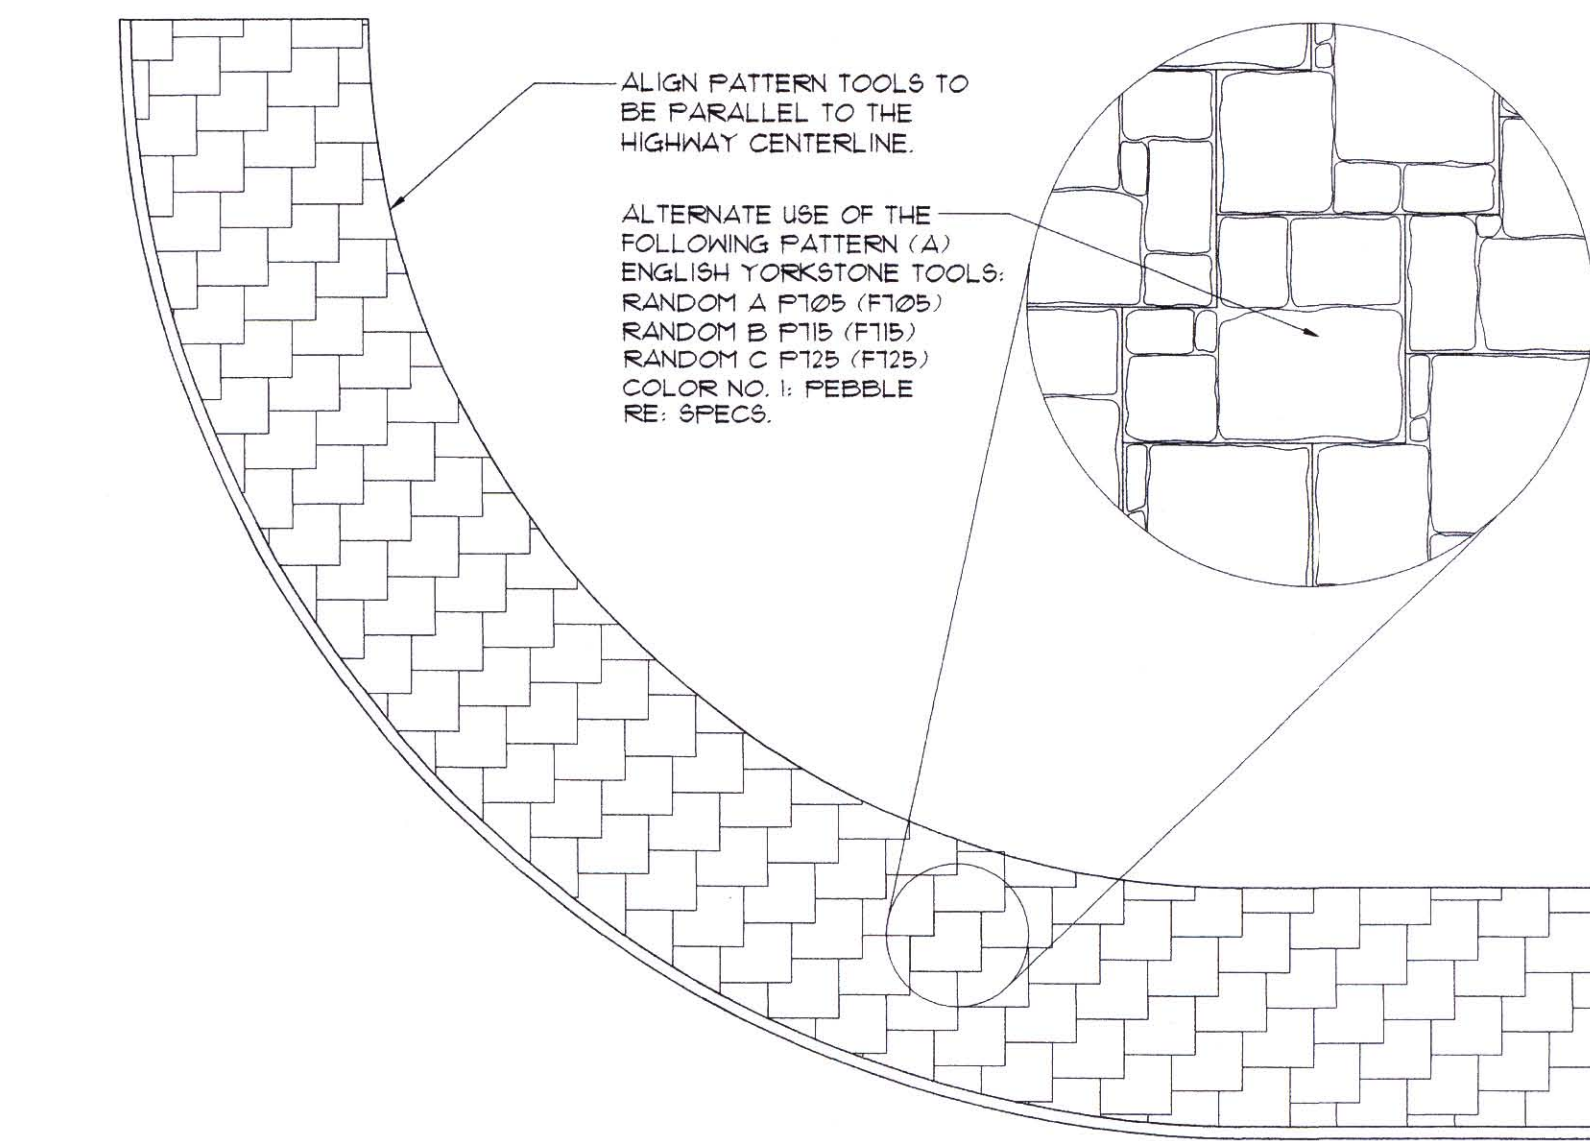 ALIGN PATTERN TOOLS TO
BE PARALLEL TO THE
HIGHWAY CENTERLINE.
ALTERNATE USE OF THE
FOLLOWING PATTERN (A)
ENGLISH YORKSTONE TOOLS:
RANDOM A P705 (F705)
RANDOM B P715 (F715)
RANDOM C P725 (F725)
COLOR NO. 1: PEBBLE
RE: SPECS.